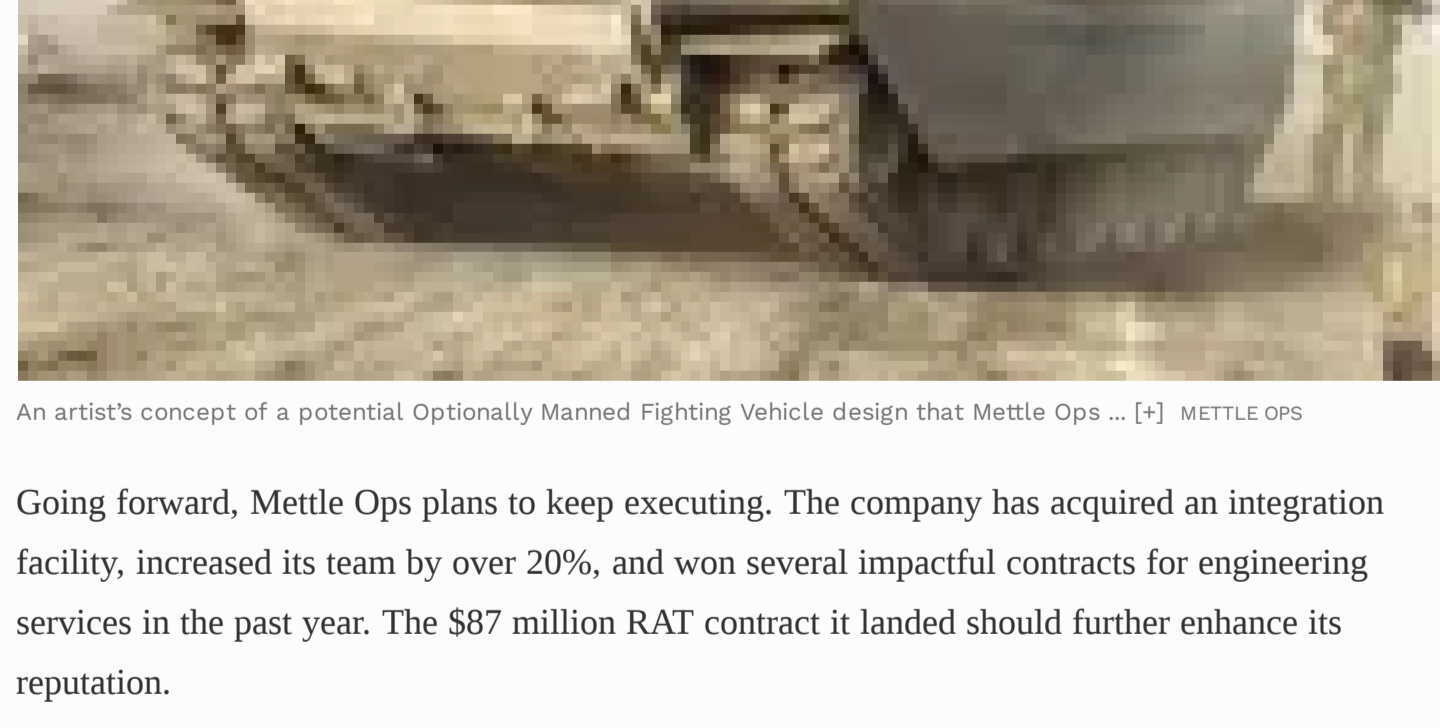 An artist’s concept of a potential Optionally Manned Fighting Vehicle design that Mettle Ops ... [+] METTLE OPS
Going forward, Mettle Ops plans to keep executing. The company has acquired an integration
facility, increased its team by over 20%, and won several impactful contracts for engineering
services in the past year. The $87 million RAT contract it landed should further enhance its
reputation.